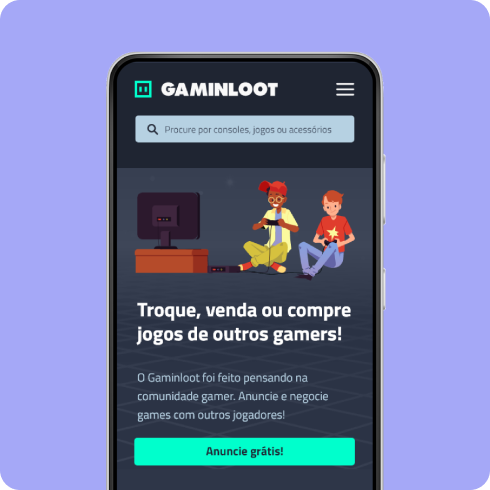 GAMINLOOT
Procure por consoles, jogos ou acessórios
Troque, venda ou compre
jogos de outros gamers!
O Gaminloot foi feito pensando na
comunidade gamer. Anuncie e negocie
games com outros jogadores!
Anuncie grátis!